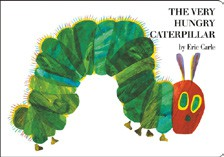 THE VERY
HUNGRY
CATERPILLAR
by Eric Carle